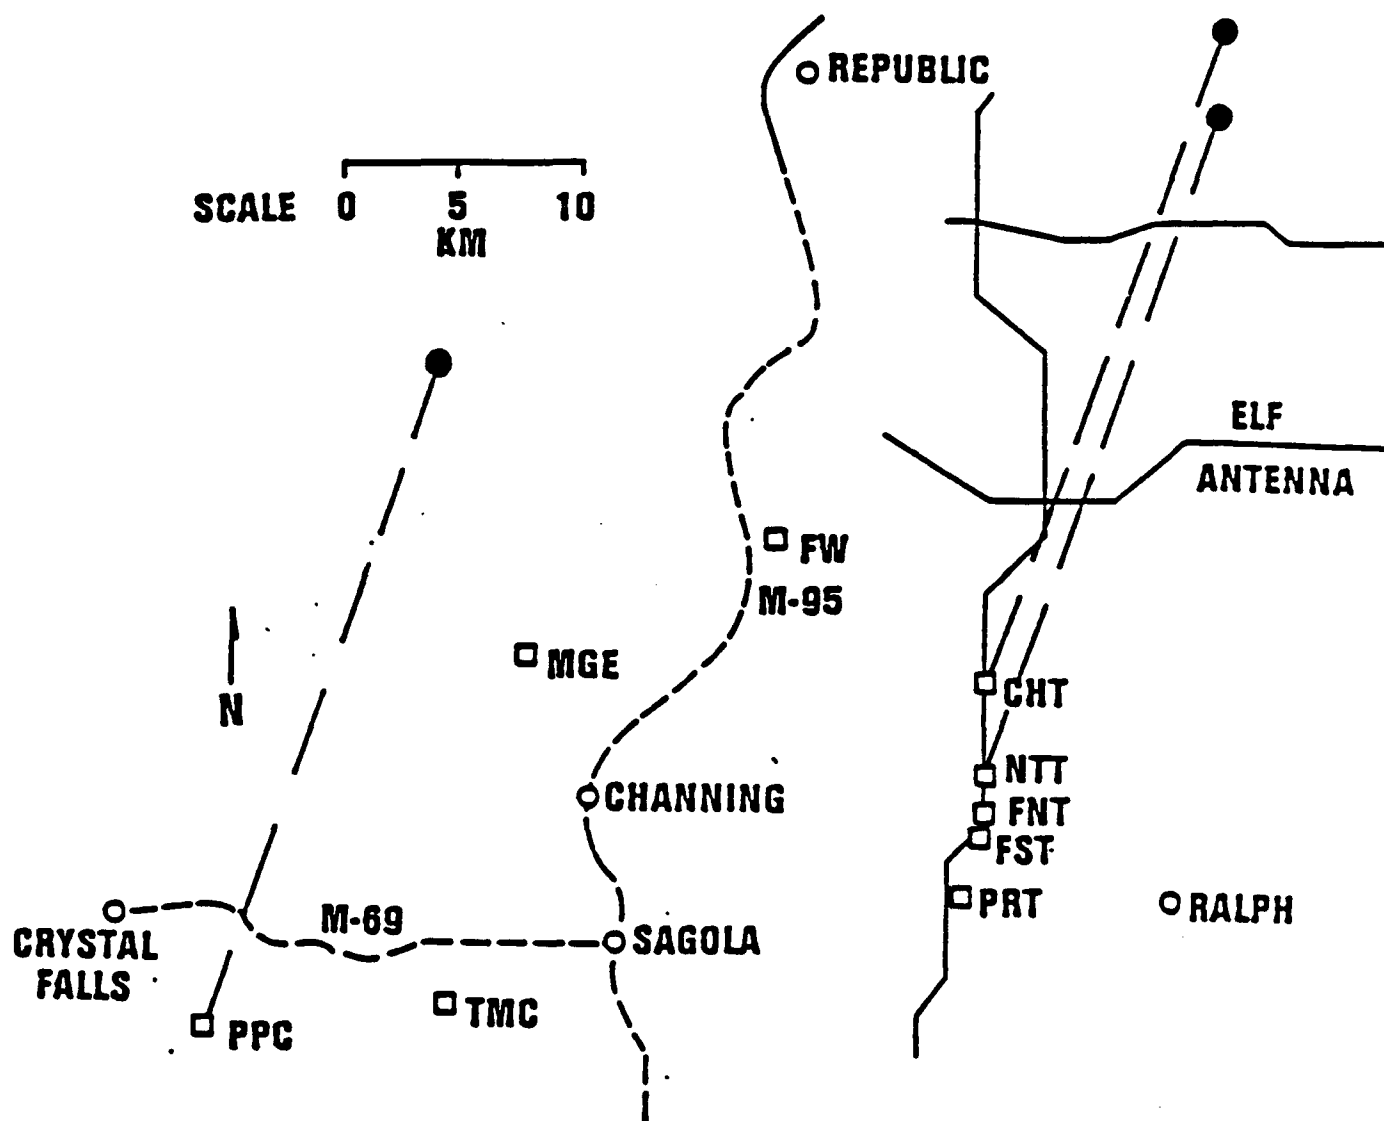 REPUBLIC
SCALE 0 5 10
KM
ELF
ANTENNA
FW
M-95
MGE
N
CHT
NTT
CHANNING
FNT
FST
PRT
RALPH
M-69
CRYSTAL
FALLS
SAGOLA
TMC
PPC